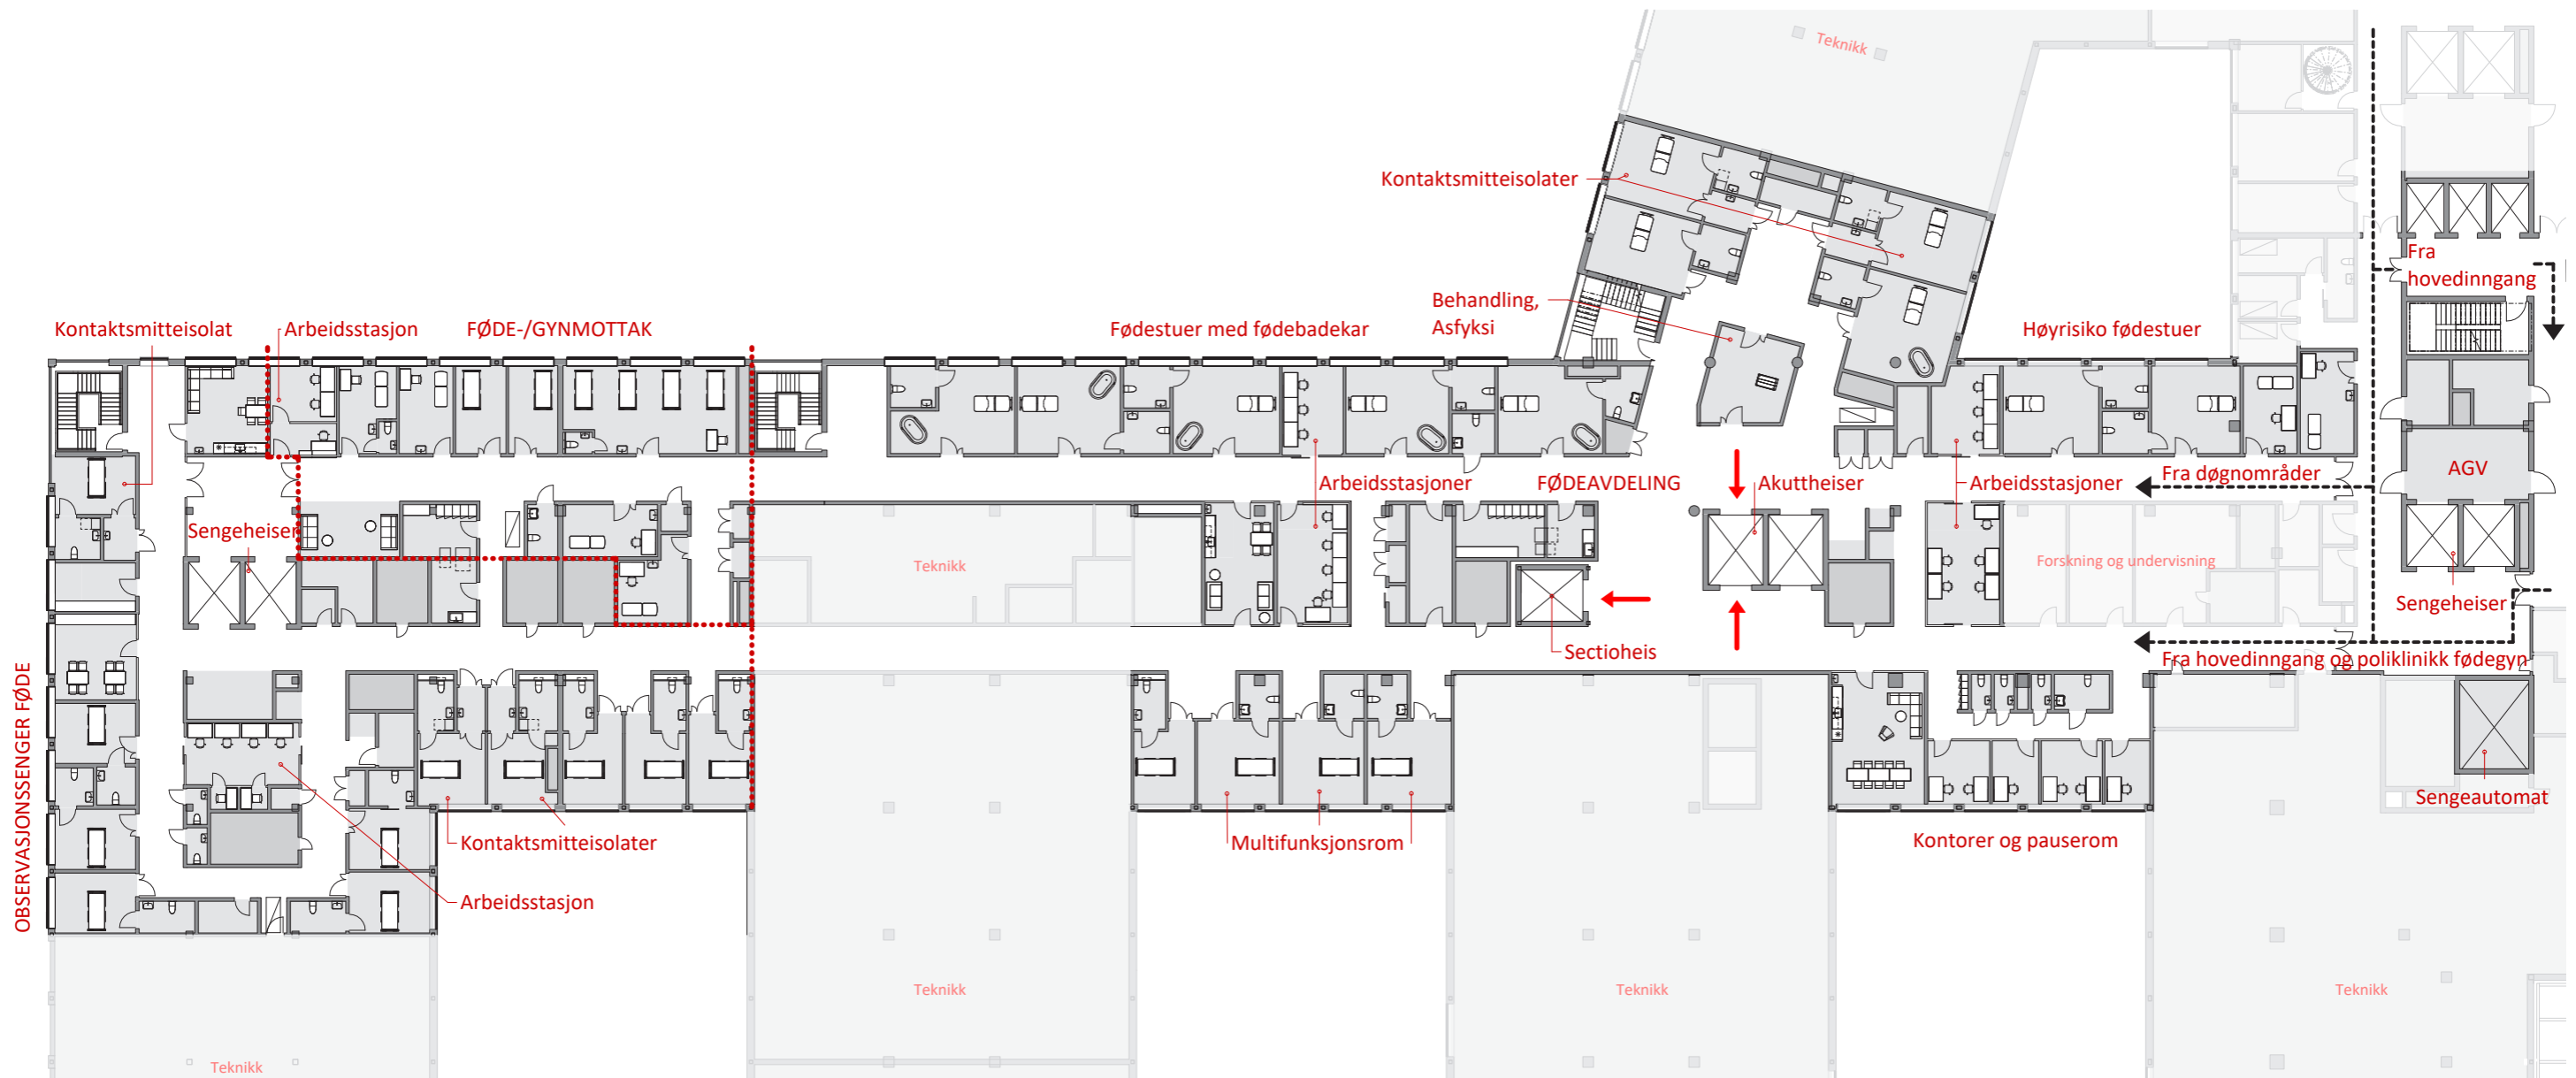 Teknikk
Kontaktsmitteisolater
Fra
hovedinngang
Behandling,
Asfyksi
Kontaktsmitteisolat
Arbeidsstasjon
FØDE-/GYNMOTTAK
Fødestuer med fødebadekar
Høyrisiko fødestuer
AGV
Fra døgnområder
Arbeidsstasjoner
FØDEAVDELING
Akuttheiser
Arbeidsstasjoner
Sengeheiser
Teknikk
Forskning og undervisning
Sengeheiser
Sectioheis
Fra hovedinngang og poliklinikk fødegyn
OBSERVASJONSSENGER FØDE
Sengeautomat
Kontaktsmitteisolater
Multifunksjonsrom
Kontorer og pauserom
Arbeidsstasjon
Teknikk
Teknikk
Teknikk
Teknikk